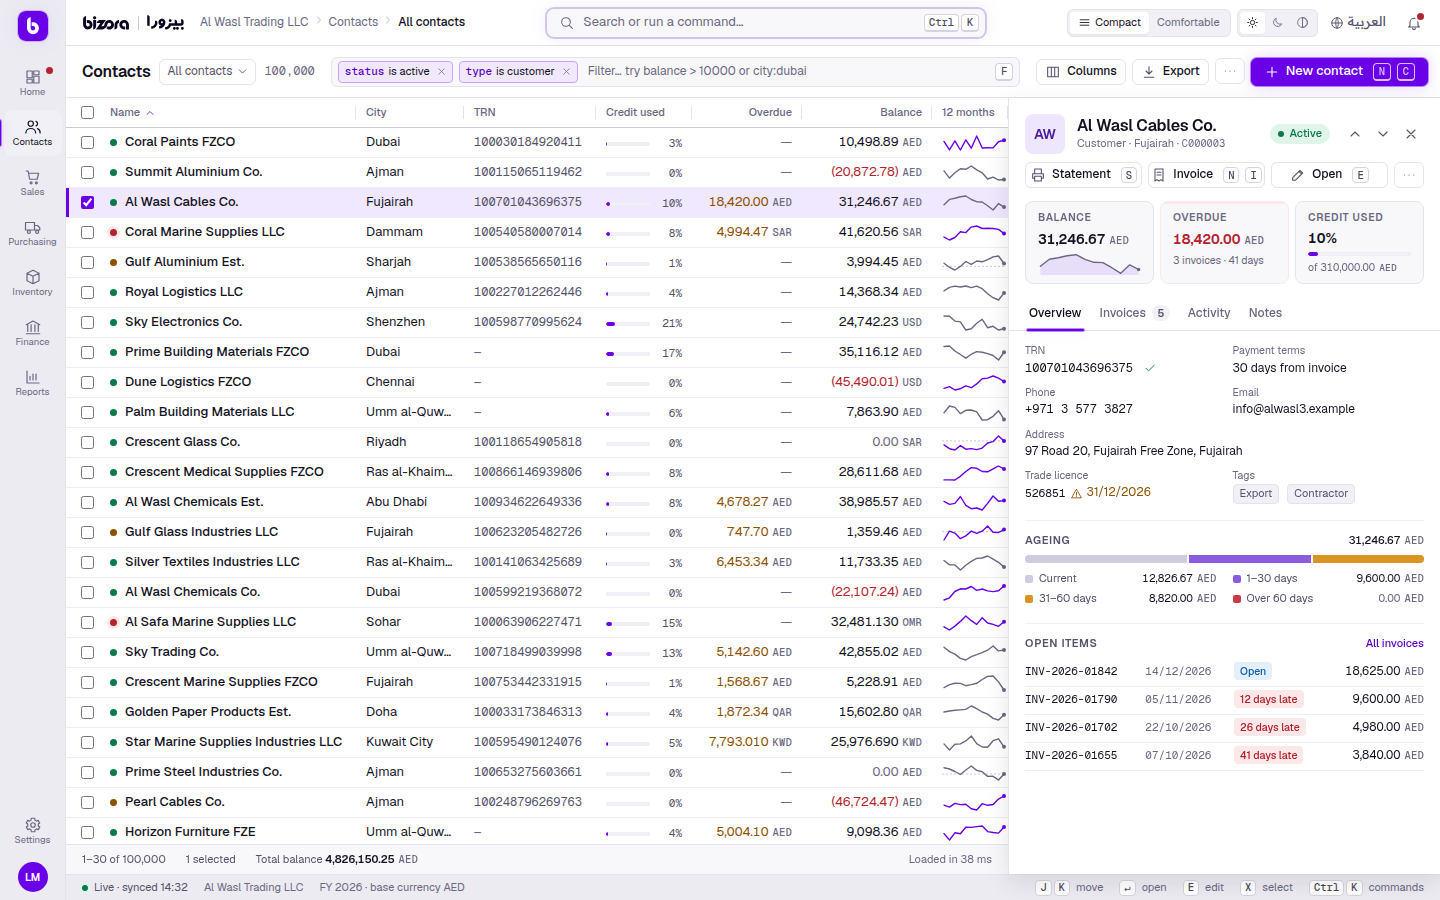 bizora | بيزورا
Al Wasl Trading LLC > Contacts > All contacts
Search or run a command… Ctrl K
Compact Comfortable
العربية
Home
Contacts
Sales
Purchasing
Inventory
Finance
Reports
Settings
LM
Contacts All contacts 100,000
status is active × type is customer × Filter… try balance > 10000 or city:dubai F
Columns Export ··· + New contact N C
Name City TRN Credit used Overdue Balance 12 months
Coral Paints FZCO Dubai 100030184920411 3% — 10,498.89 AED
Summit Aluminium Co. Ajman 100115065119462 0% — (20,872.78) AED
Al Wasl Cables Co. Fujairah 100701043696375 10% 18,420.00 AED 31,246.67 AED
Coral Marine Supplies LLC Dammam 100540580007014 8% 4,994.47 SAR 41,620.56 SAR
Gulf Aluminium Est. Sharjah 100538565650116 1% — 3,994.45 AED
Royal Logistics LLC Ajman 100227012262446 4% — 14,368.34 AED
Sky Electronics Co. Shenzhen 100598770995624 21% — 24,742.23 USD
Prime Building Materials FZCO Dubai – 17% — 35,116.12 AED
Dune Logistics FZCO Chennai – 0% — (45,490.01) USD
Palm Building Materials LLC Umm al-Quw… – 6% — 7,863.90 AED
Crescent Glass Co. Riyadh 100118654905818 0% — 0.00 SAR
Crescent Medical Supplies FZCO Ras al-Khaim… 100866146939806 8% — 28,611.68 AED
Al Wasl Chemicals Est. Abu Dhabi 100934622649336 8% 4,678.27 AED 38,985.57 AED
Gulf Glass Industries LLC Fujairah 100623205482726 0% 747.70 AED 1,359.46 AED
Silver Textiles Industries LLC Ras al-Khaim… 100141063425689 3% 6,453.34 AED 11,733.35 AED
Al Wasl Chemicals Co. Dubai 100599219368072 0% — (22,107.24) AED
Al Safa Marine Supplies LLC Sohar 100063906227471 15% — 32,481.130 OMR
Sky Trading Co. Umm al-Quw… 100718499039998 13% 5,142.60 AED 42,855.02 AED
Crescent Marine Supplies FZCO Fujairah 100753442331915 1% 1,568.67 AED 5,228.91 AED
Golden Paper Products Est. Doha 100033173846313 4% 1,872.34 QAR 15,602.80 QAR
Star Marine Supplies Industries LLC Kuwait City 100595490124076 5% 7,793.010 KWD 25,976.690 KWD
Prime Steel Industries Co. Ajman 100653275603661 0% — 0.00 AED
Pearl Cables Co. Ajman 100248796269763 0% — (46,724.47) AED
Horizon Furniture FZE Umm al-Quw… – 4% 5,004.10 AED 9,098.36 AED
1–30 of 100,000 1 selected Total balance 4,826,150.25 AED Loaded in 38 ms
AW Al Wasl Cables Co. Active
Customer · Fujairah · C000003
Statement S Invoice N I Open E ···
BALANCE OVERDUE CREDIT USED
31,246.67 AED 18,420.00 AED 10%
3 invoices · 41 days of 310,000.00 AED
Overview Invoices 5 Activity Notes
TRN Payment terms
100701043696375 30 days from invoice
Phone Email
+971 3 577 3827 info@alwasl3.example
Address
97 Road 20, Fujairah Free Zone, Fujairah
Trade licence Tags
526851 31/12/2026 Export Contractor
AGEING 31,246.67 AED
Current 12,826.67 AED 1–30 days 9,600.00 AED
31–60 days 8,820.00 AED Over 60 days 0.00 AED
OPEN ITEMS All invoices
INV-2026-01842 14/12/2026 Open 18,625.00 AED
INV-2026-01790 05/11/2026 12 days late 9,600.00 AED
INV-2026-01702 22/10/2026 26 days late 4,980.00 AED
INV-2026-01655 07/10/2026 41 days late 3,840.00 AED
Live · synced 14:32 Al Wasl Trading LLC FY 2026 · base currency AED
J K move ↵ open E edit X select Ctrl K commands